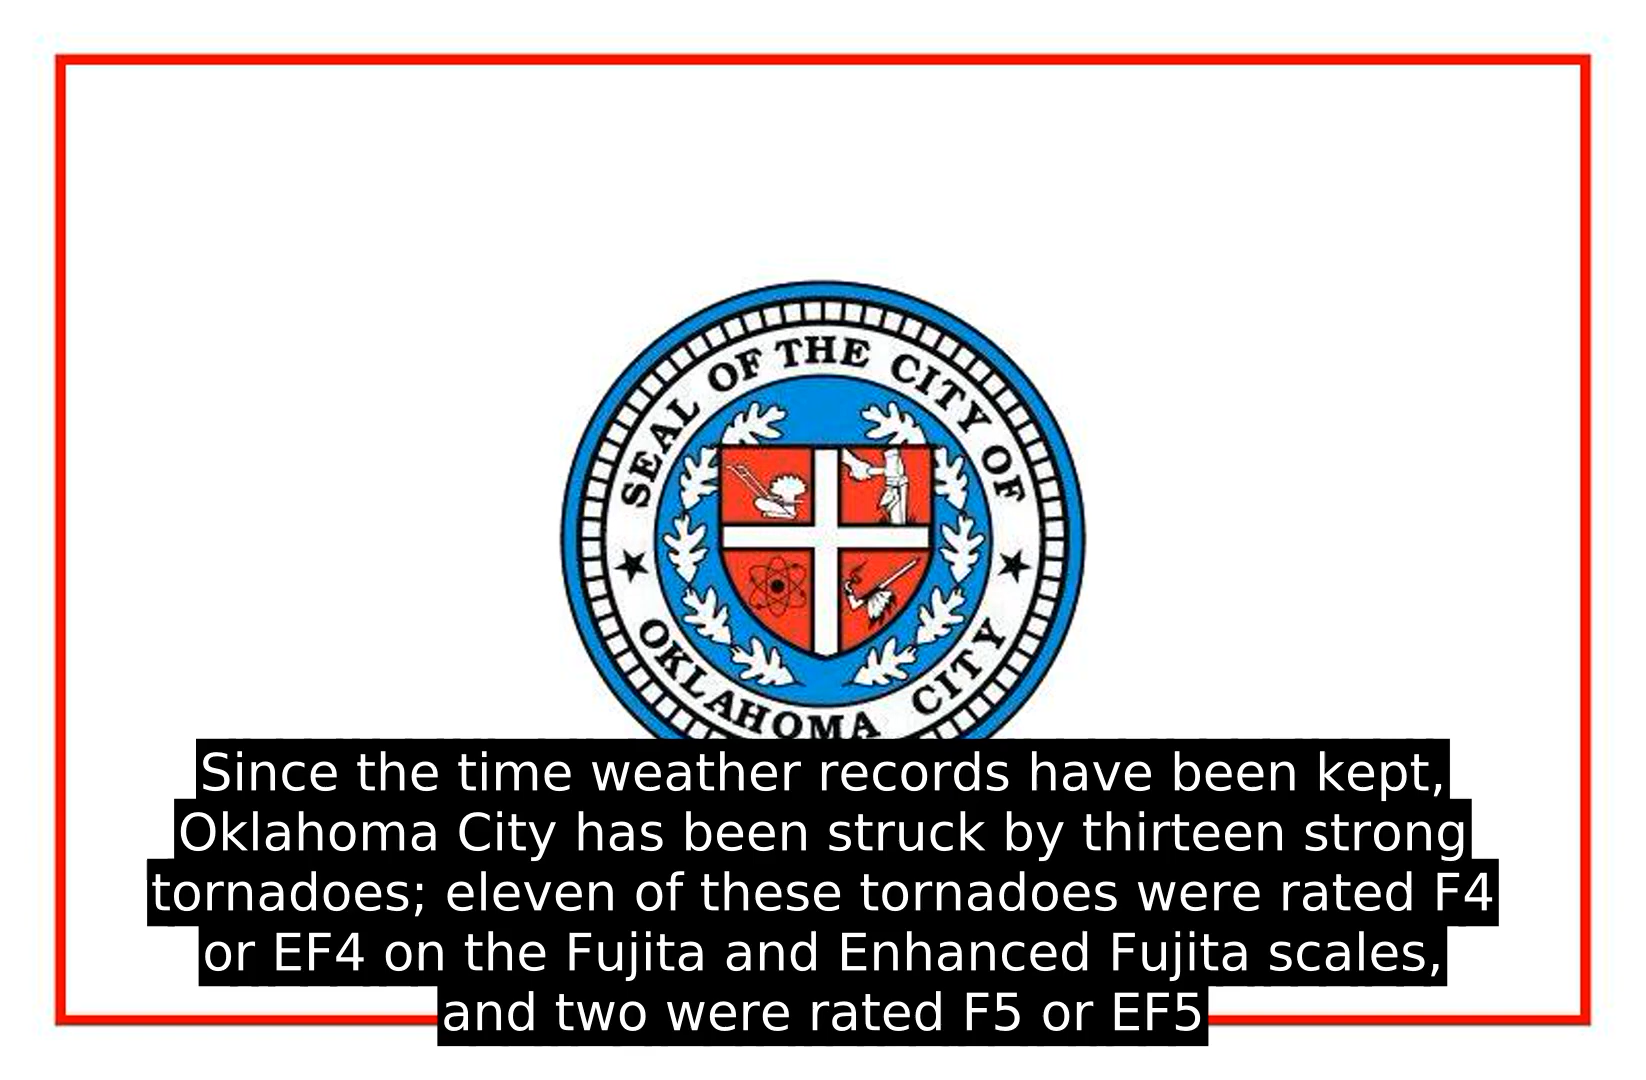 SEAL OF THE CITY OF
OKLAHOMA CITY
Since the time weather records have been kept,
Oklahoma City has been struck by thirteen strong
tornadoes; eleven of these tornadoes were rated F4
or EF4 on the Fujita and Enhanced Fujita scales,
and two were rated F5 or EF5